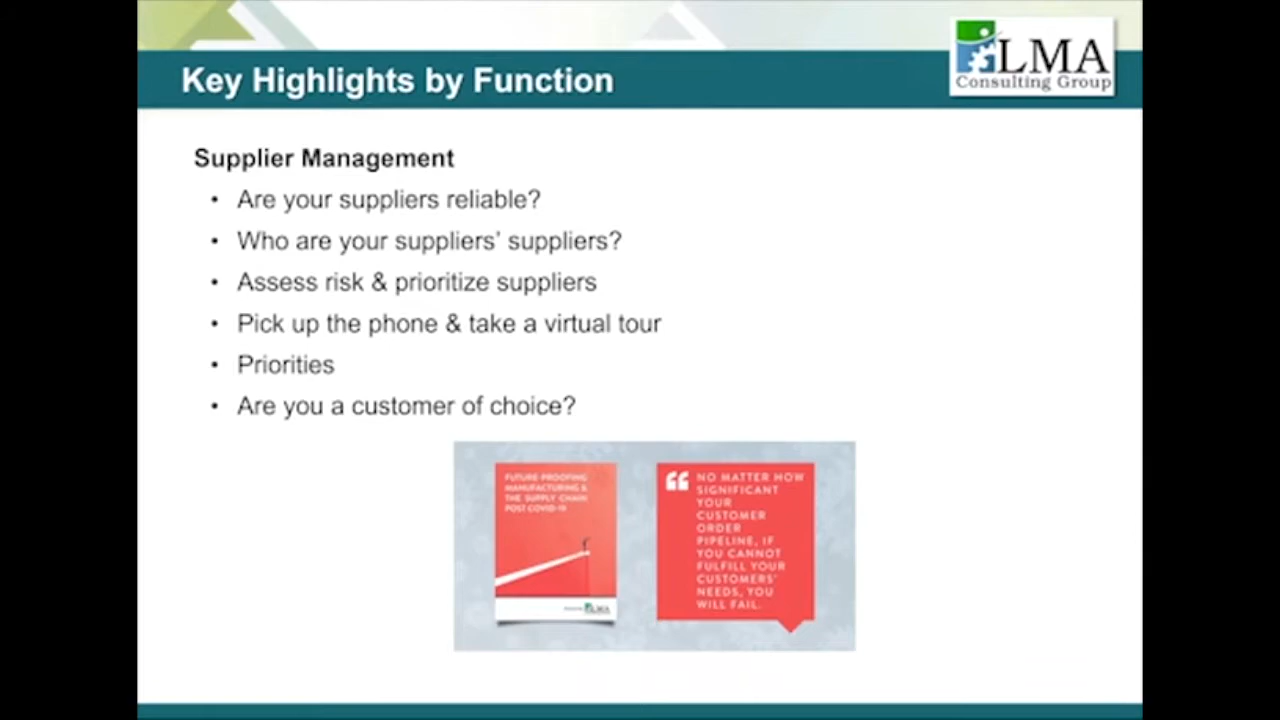 Key Highlights by Function
LMA
Consulting Group
Supplier Management
• Are your suppliers reliable?
• Who are your suppliers’ suppliers?
• Assess risk & prioritize suppliers
• Pick up the phone & take a virtual tour
• Priorities
• Are you a customer of choice?
FUTURE-PROOFING
MANUFACTURING &
THE SUPPLY CHAIN
POST COVID-19
LMA
“
NO MATTER HOW
SIGNIFICANT
YOUR
CUSTOMER
ORDER
PIPELINE, IF
YOU CANNOT
FULFILL YOUR
CUSTOMERS’
NEEDS, YOU
WILL FAIL.